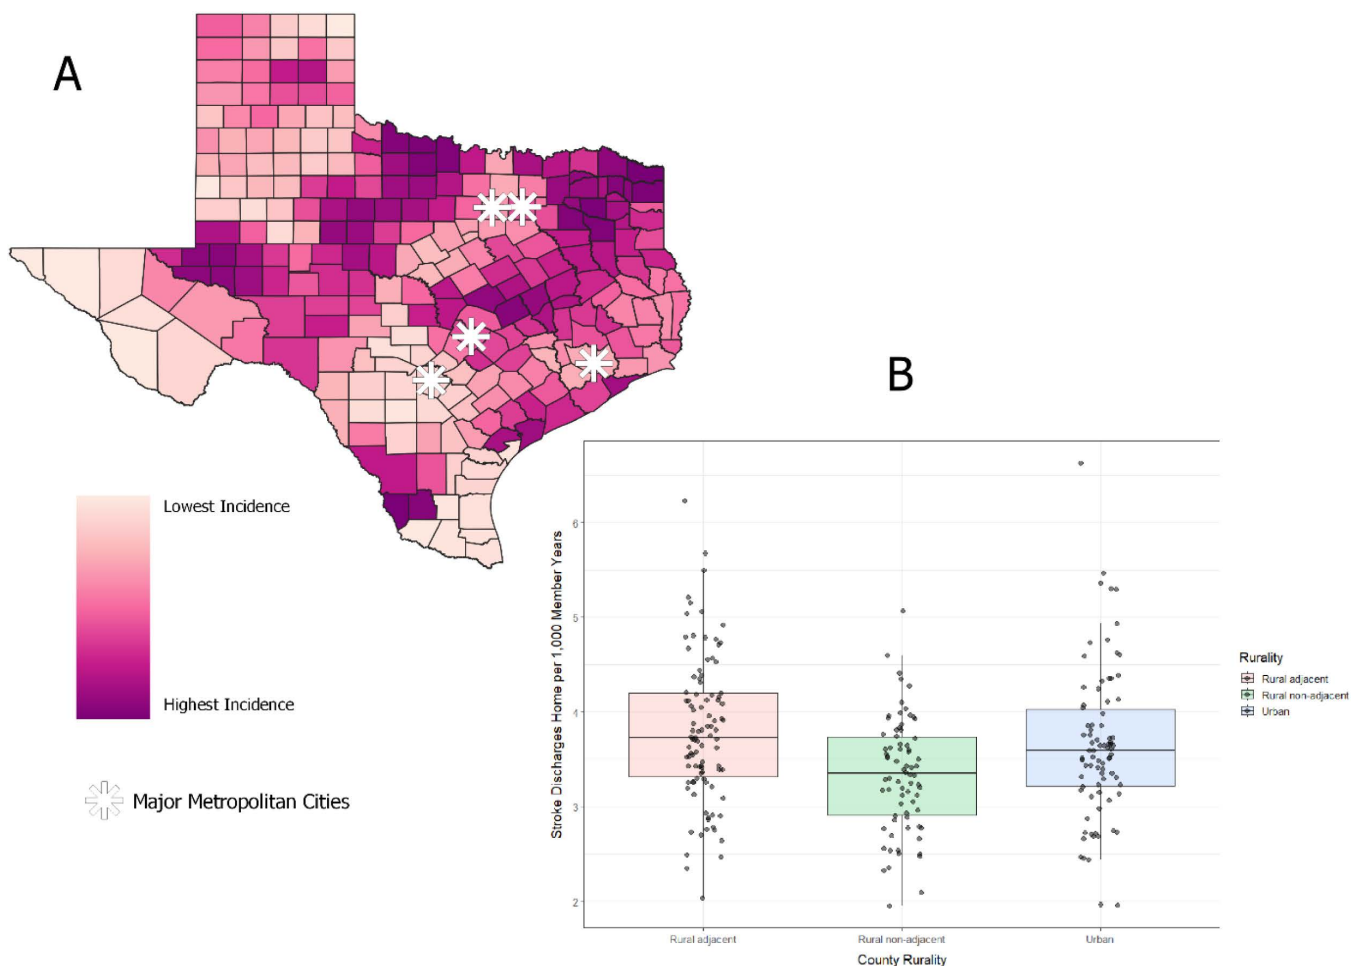 A
Lowest Incidence
Highest Incidence
Major Metropolitan Cities
B
Stroke Discharges Home per 1,000 Member Years
6
5
4
3
2
Rural adjacent
Rural non-adjacent
Urban
County Rurality
Rurality
Rural adjacent
Rural non-adjacent
Urban